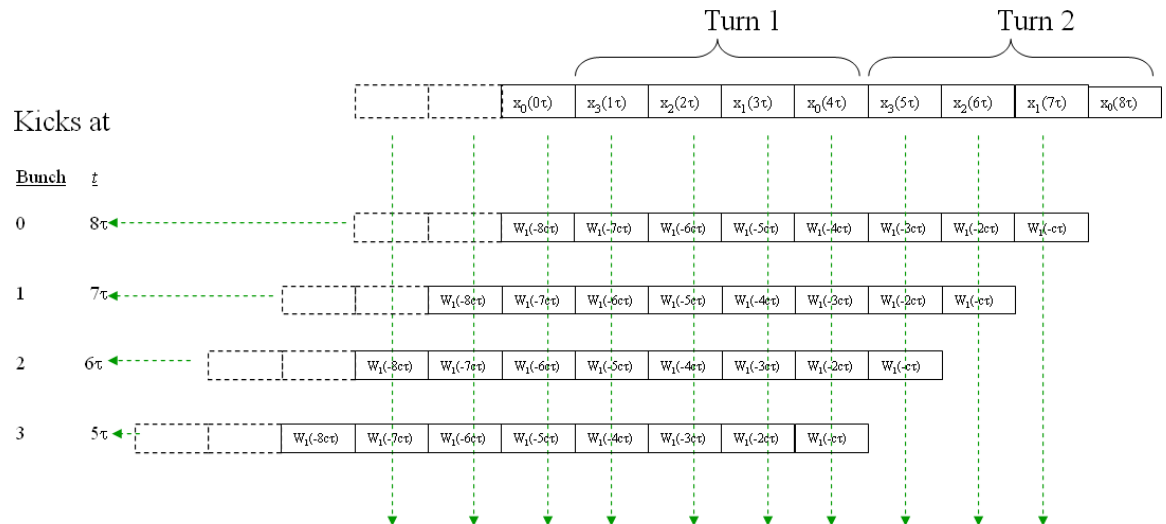 Turn 1 Turn 2
x₀(0τ) x₃(1τ) x₂(2τ) x₁(3τ) x₀(4τ) x₃(5τ) x₂(6τ) x₁(7τ) x₀(8τ)
Kicks at
Bunch t
0 8τ W₁(-8cτ) W₁(-7cτ) W₁(-6cτ) W₁(-5cτ) W₁(-4cτ) W₁(-3cτ) W₁(-2cτ) W₁(-cτ)
1 7τ W₁(-8cτ) W₁(-7cτ) W₁(-6cτ) W₁(-5cτ) W₁(-4cτ) W₁(-3cτ) W₁(-2cτ) W₁(-cτ)
2 6τ W₁(-8cτ) W₁(-7cτ) W₁(-6cτ) W₁(-5cτ) W₁(-4cτ) W₁(-3cτ) W₁(-2cτ) W₁(-cτ)
3 5τ W₁(-8cτ) W₁(-7cτ) W₁(-6cτ) W₁(-5cτ) W₁(-4cτ) W₁(-3cτ) W₁(-2cτ) W₁(-cτ)